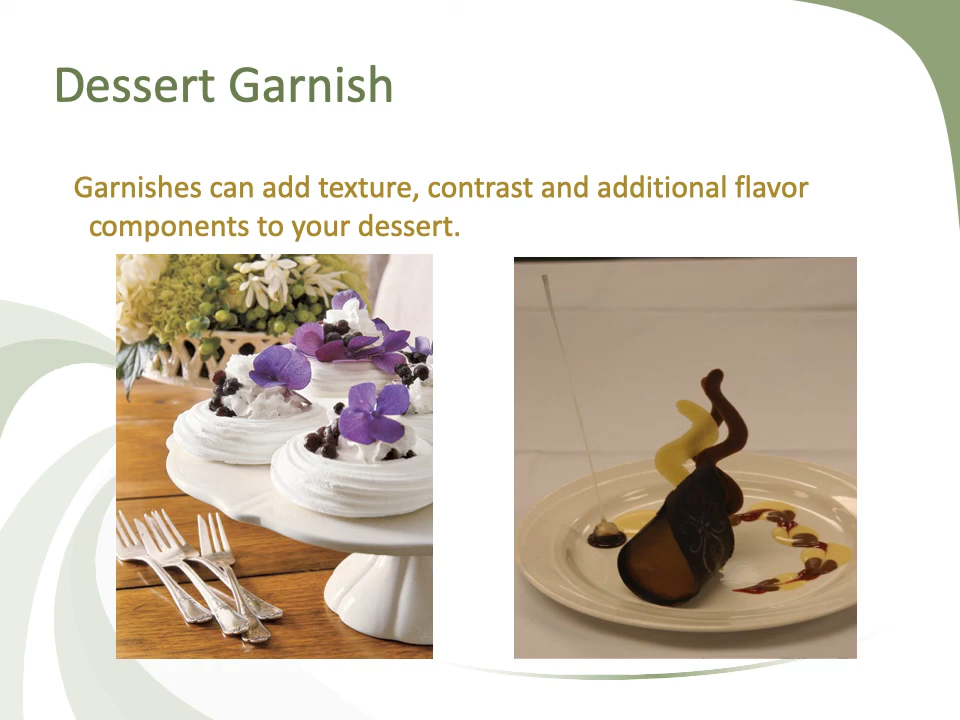 Dessert Garnish
Garnishes can add texture, contrast and additional flavor
components to your dessert.